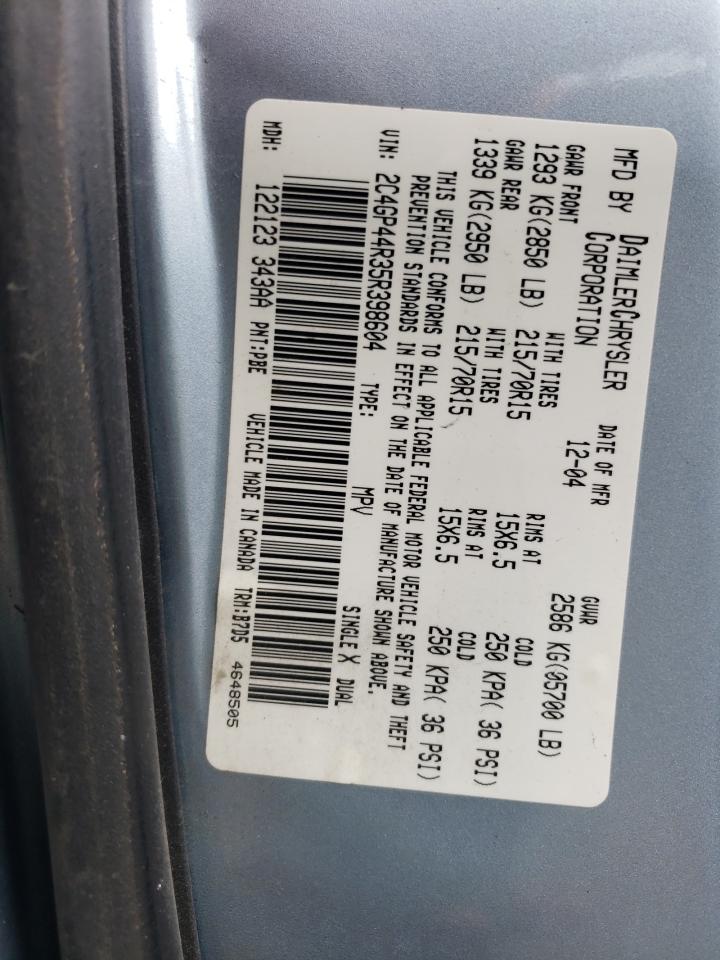 MFD BY DAIMLERCHRYSLER CORPORATION
DATE OF MFR 12-04
GVWR 2586 KG(05700 LB)
GAWR FRONT WITH TIRES RIMS AT COLD
1293 KG(2850 LB) 215/70R15 15X6.5 250 KPA( 36 PSI)
GAWR REAR WITH TIRES RIMS AT COLD
1339 KG(2950 LB) 215/70R15 15X6.5 250 KPA( 36 PSI)
THIS VEHICLE CONFORMS TO ALL APPLICABLE FEDERAL MOTOR VEHICLE SAFETY AND THEFT
PREVENTION STANDARDS IN EFFECT ON THE DATE OF MANUFACTURE SHOWN ABOVE.
VIN: 2C4GP44R35R398604 TYPE: MPV SINGLE X DUAL
MDH: 122123 343AA PNT:PBE VEHICLE MADE IN CANADA TRM:B7D5 4648505